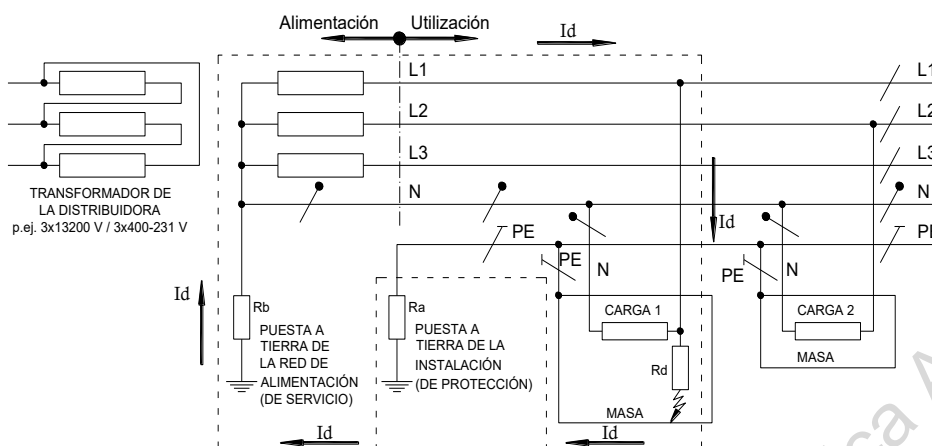 Alimentación
Utilización
Id
L1
L1
L2
L2
L3
L3
TRANSFORMADOR DE
LA DISTRIBUIDORA
p.ej. 3x13200 V / 3x400-231 V
N
N
Id
PE
PE
PE
N
PE
N
Id
Rb
PUESTA A
TIERRA DE
LA RED DE
ALIMENTACIÓN
(DE SERVICIO)
Ra
PUESTA A
TIERRA DE LA
INSTALACIÓN
(DE PROTECCIÓN)
CARGA 1
Rd
MASA
CARGA 2
MASA
Id
Id